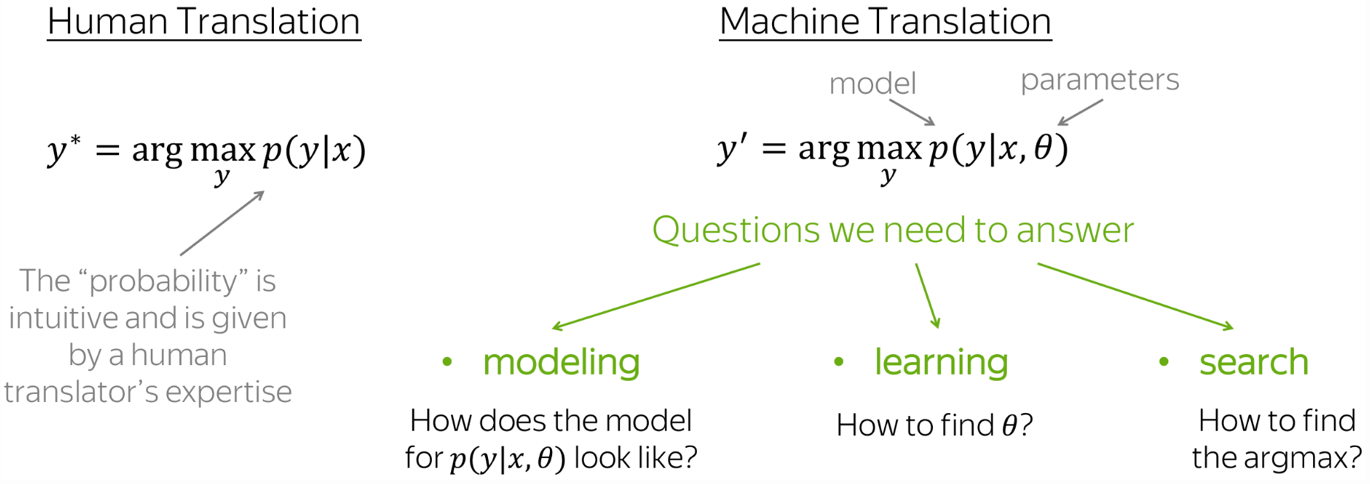 Human Translation
y* = arg max p(y|x)
y
The “probability” is
intuitive and is given
by a human
translator’s expertise
Machine Translation
model
parameters
y′ = arg max p(y|x, θ)
y
Questions we need to answer
• modeling
How does the model
for p(y|x, θ) look like?
• learning
How to find θ?
• search
How to find
the argmax?